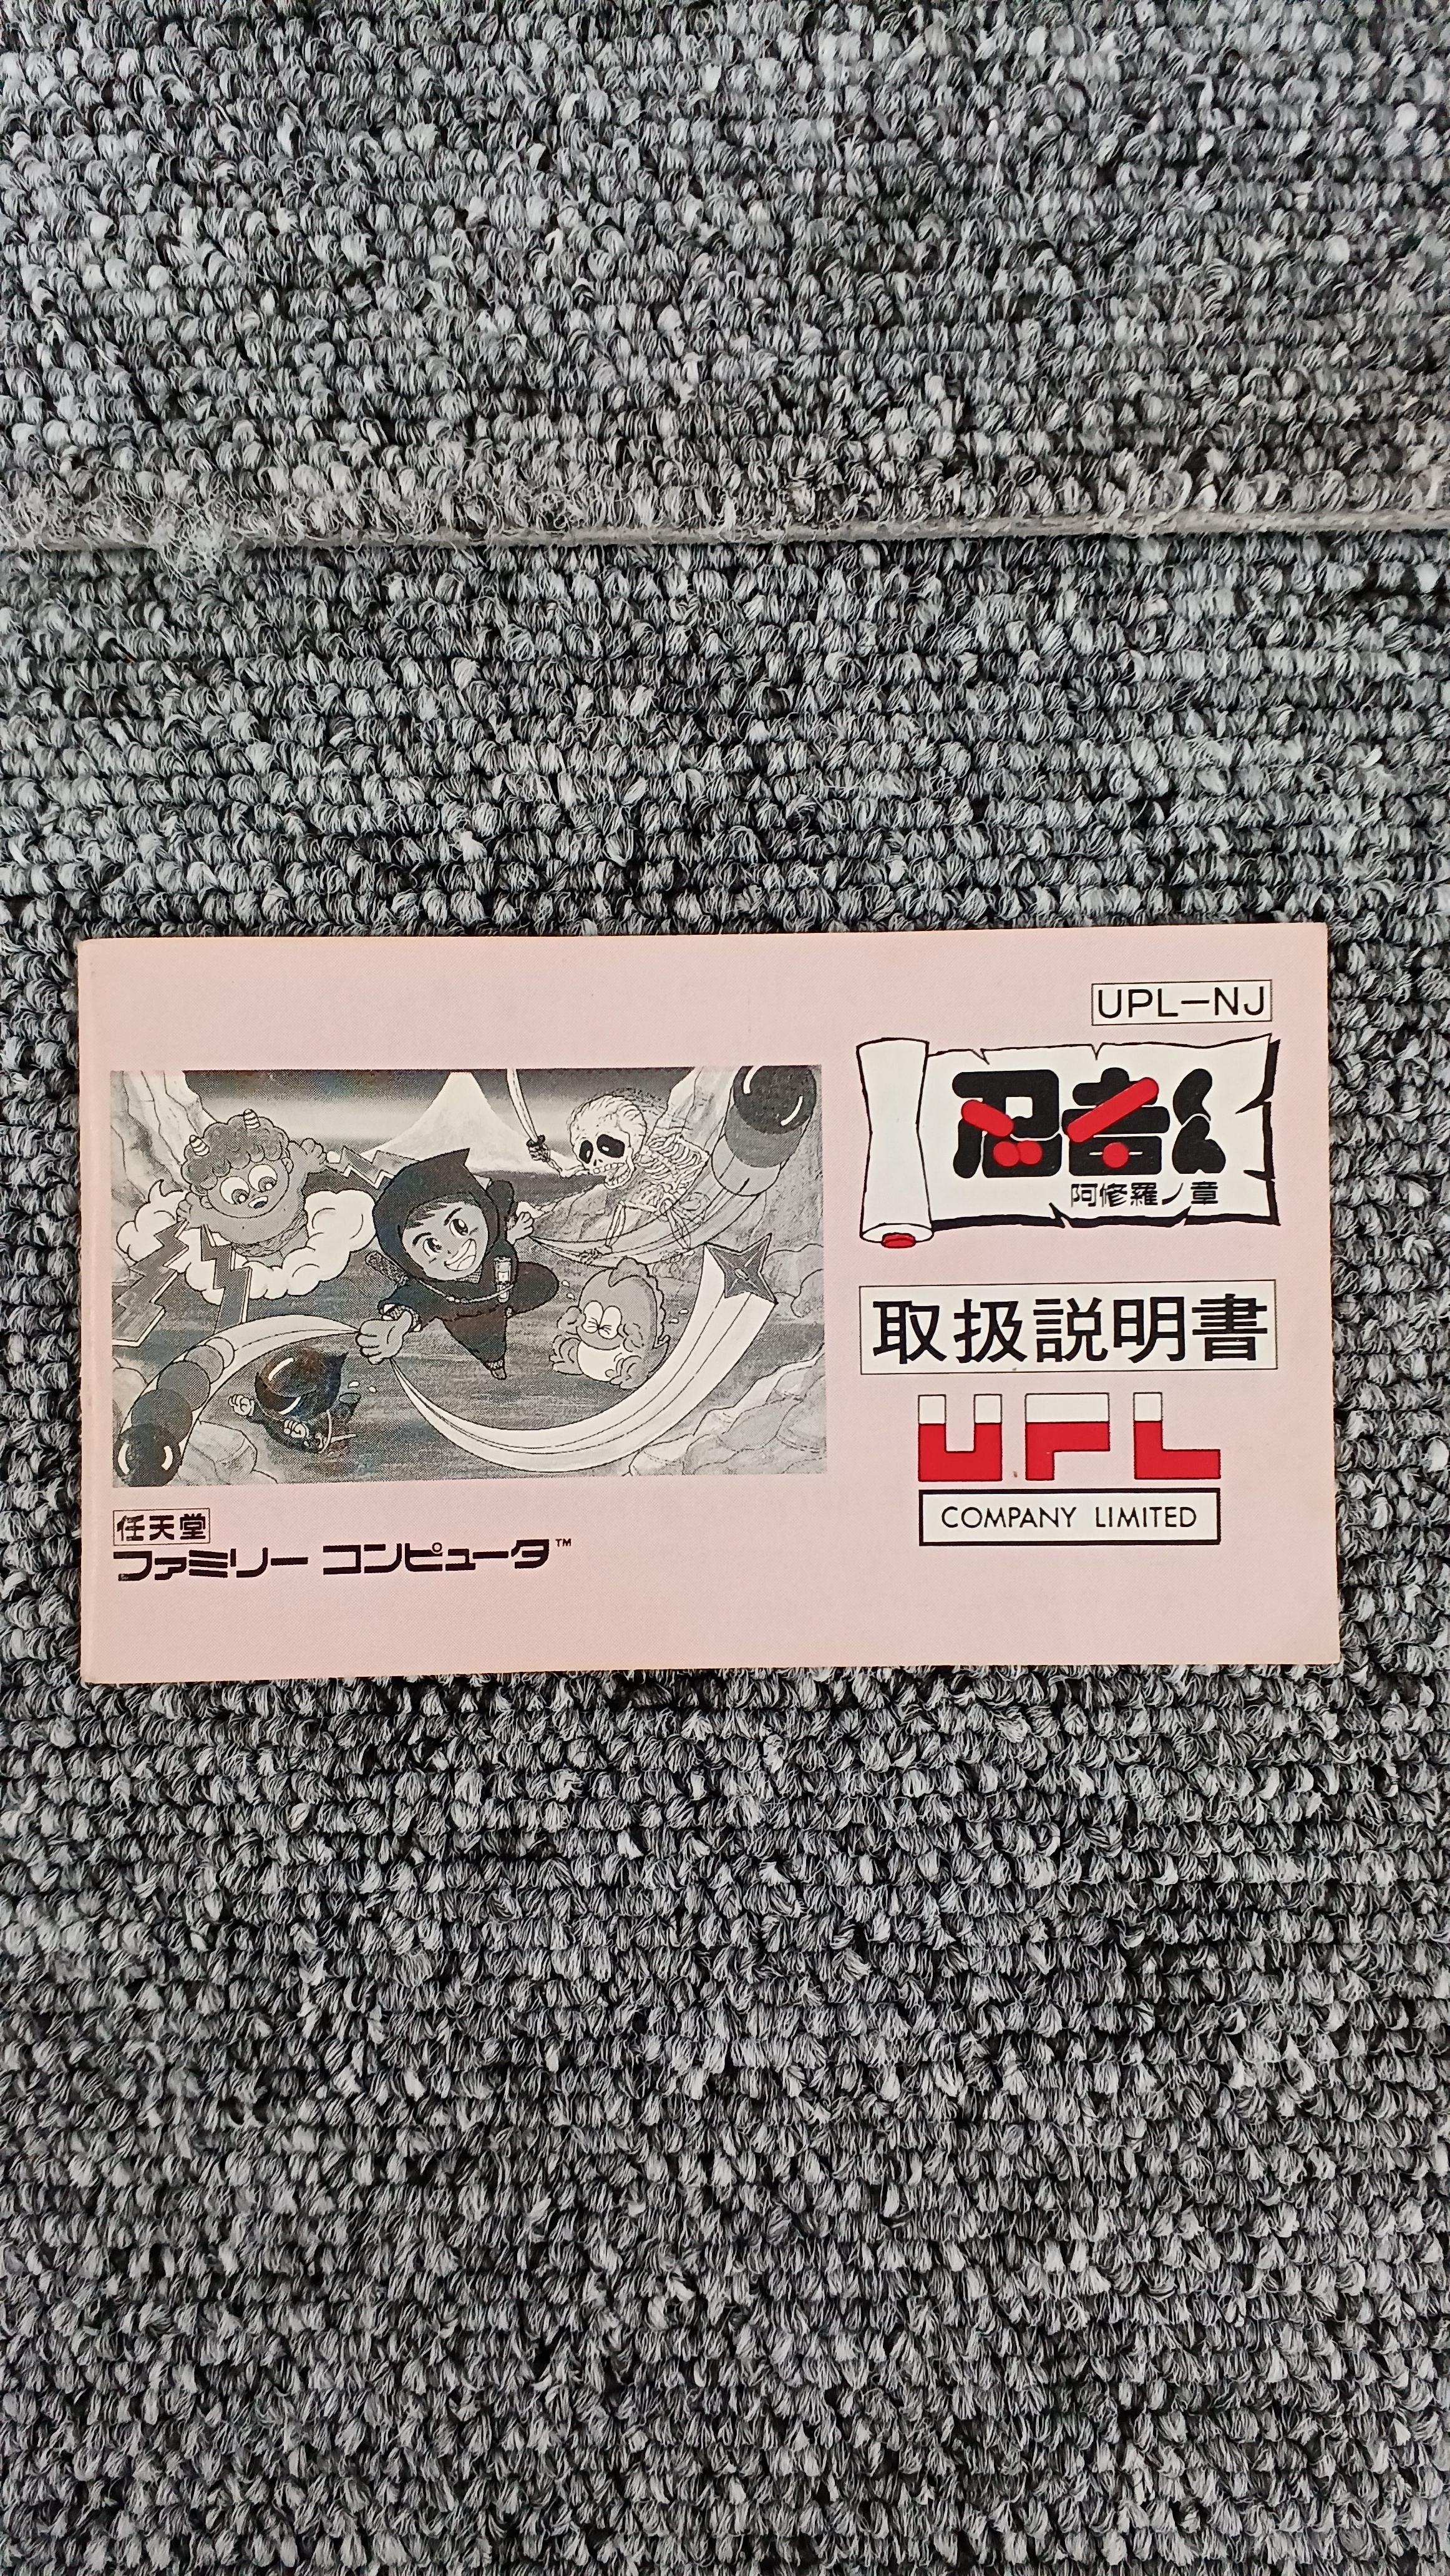 UPL-NJ
忍者くん
阿修羅ノ章
取扱説明書
UPL
COMPANY LIMITED
任天堂
ファミリー コンピュータ™